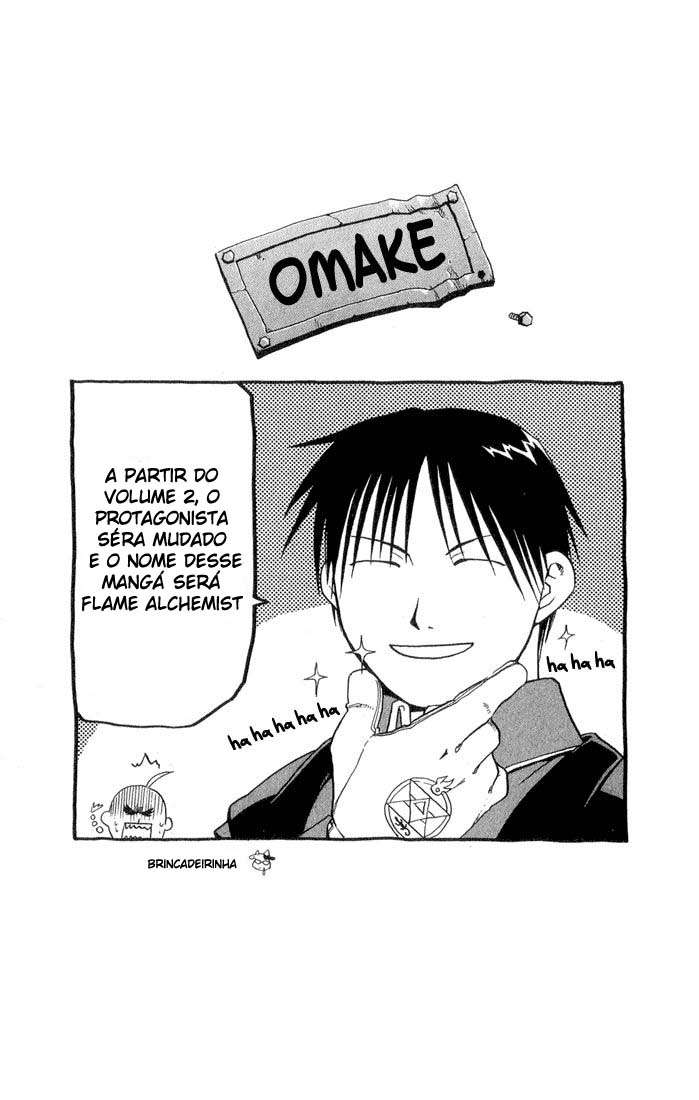 OMAKE
A PARTIR DO
VOLUME 2, O
PROTAGONISTA
SÉRA MUDADO
E O NOME DESSE
MANGÁ SERÁ
FLAME ALCHEMIST
ha ha ha
ha ha ha ha ha
BRINCADEIRINHA